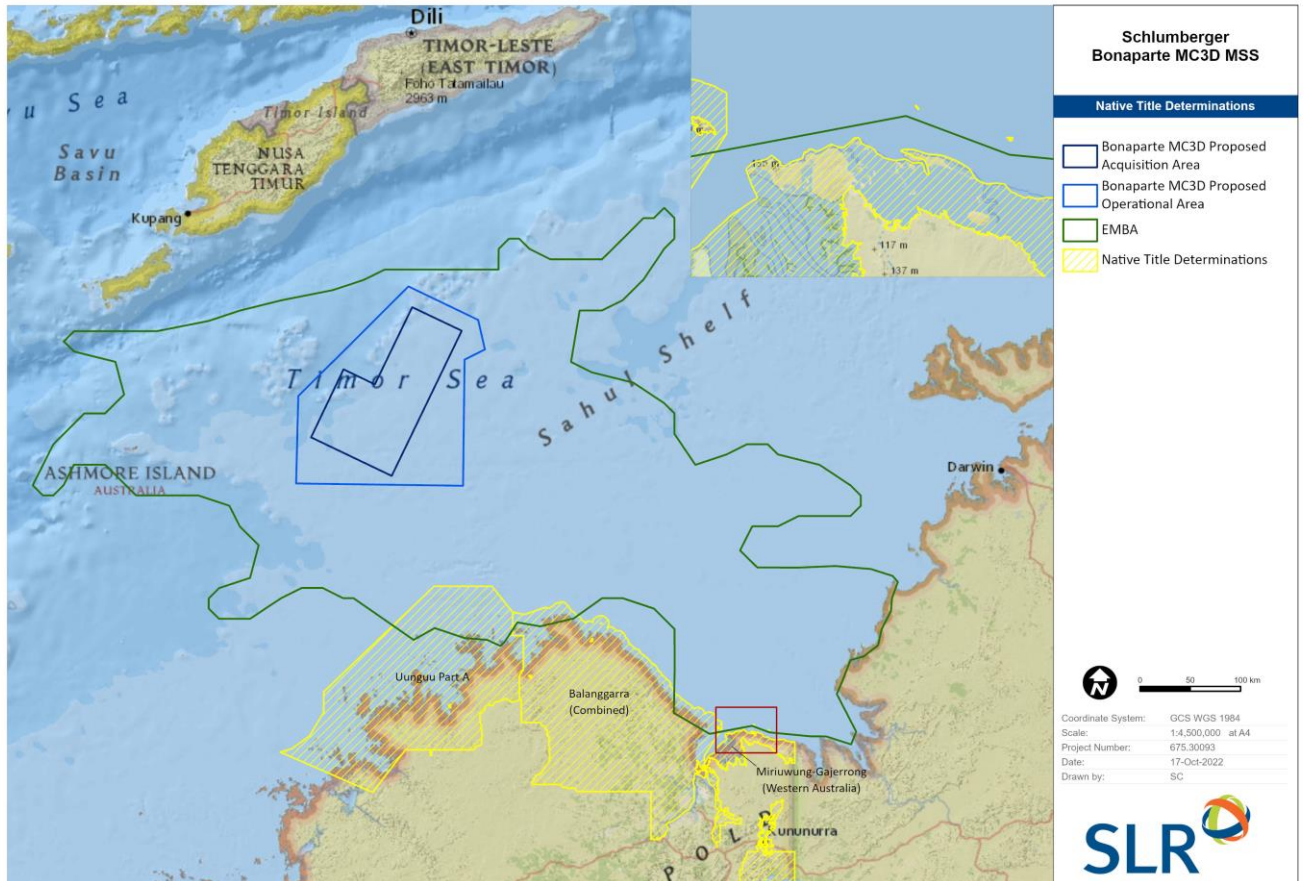 Dili
TIMOR-LESTE
(EAST TIMOR)
Foho Tatamailau
2963 m
Timor Island
u Sea
Savu
Basin
NUSA
TENGGARA
TIMUR
Kupang
117 m
137 m
Timor Sea
Sahul Shelf
ASHMORE ISLAND
AUSTRALIA
Darwin
Uunguu Part A
Balanggarra
(Combined)
Miriuwung-Gajerrong
(Western Australia)
Kununurra
P O L D
Schlumberger
Bonaparte MC3D MSS
Native Title Determinations
Bonaparte MC3D Proposed
Acquisition Area
Bonaparte MC3D Proposed
Operational Area
EMBA
Native Title Determinations
N
0 50 100 km
Coordinate System: GCS WGS 1984
Scale: 1:4,500,000 at A4
Project Number: 675.30093
Date: 17-Oct-2022
Drawn by: SC
SLR